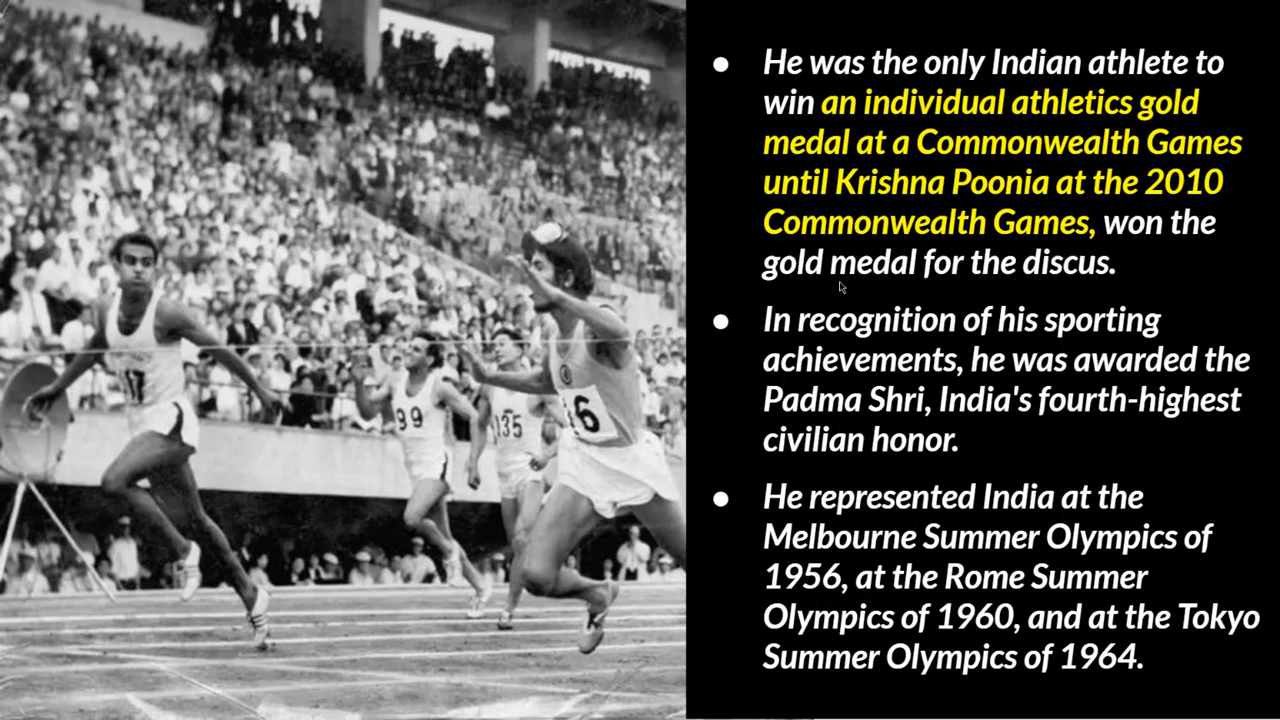 ● He was the only Indian athlete to
win an individual athletics gold
medal at a Commonwealth Games
until Krishna Poonia at the 2010
Commonwealth Games, won the
gold medal for the discus.
● In recognition of his sporting
achievements, he was awarded the
Padma Shri, India's fourth-highest
civilian honor.
● He represented India at the
Melbourne Summer Olympics of
1956, at the Rome Summer
Olympics of 1960, and at the Tokyo
Summer Olympics of 1964.
99
135